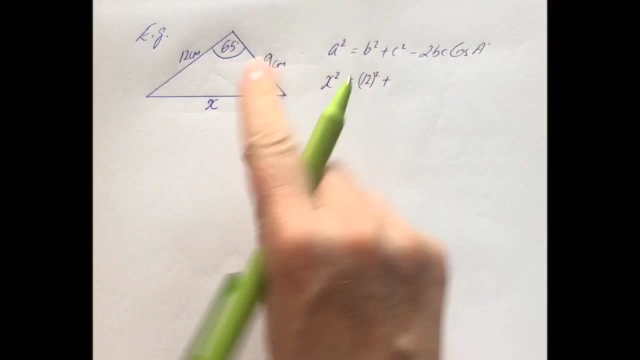 E.g.
12cm
65
9cm
x
a² = b² + c² - 2bc Cos A
x² (12)² +